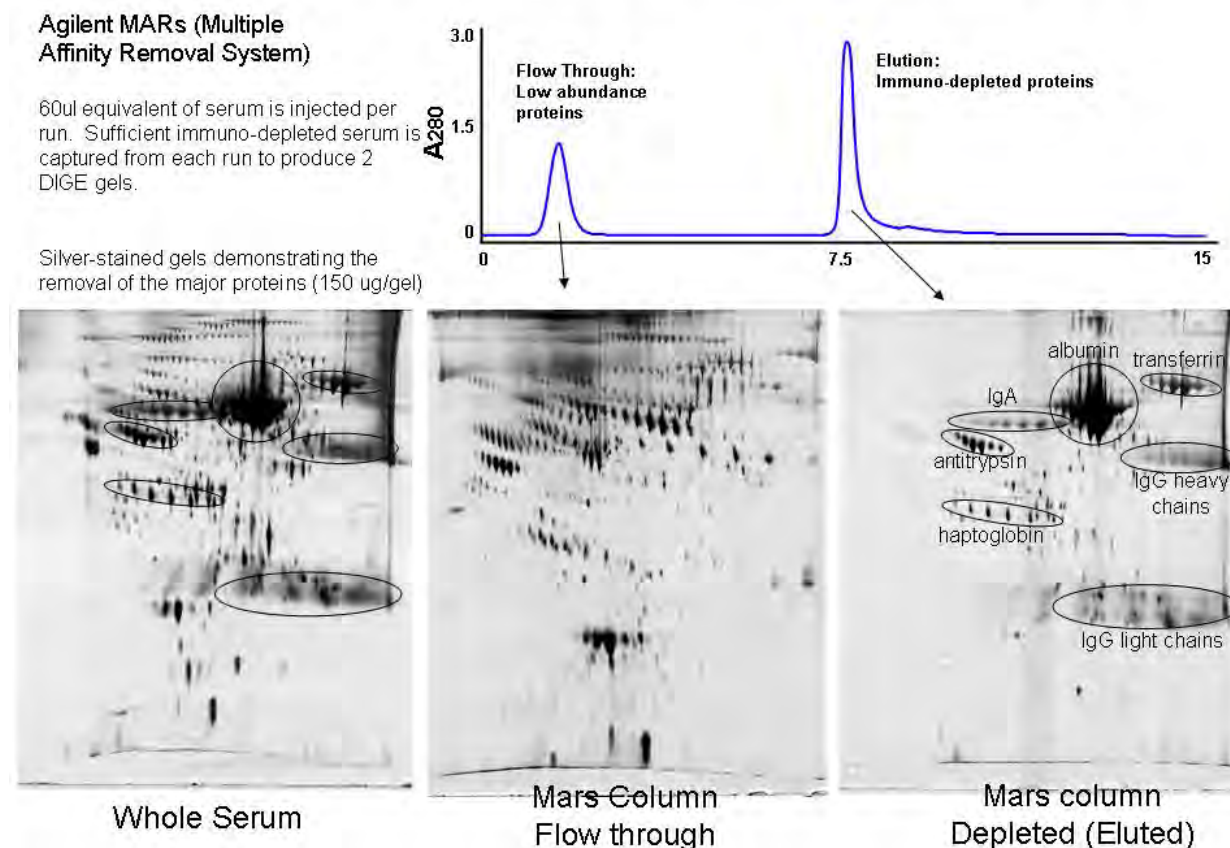 Agilent MARs (Multiple
Affinity Removal System)
60ul equivalent of serum is injected per
run. Sufficient immuno-depleted serum is
captured from each run to produce 2
DIGE gels.
Silver-stained gels demonstrating the
removal of the major proteins (150 ug/gel)
3.0
1.5
0
A280
Flow Through:
Low abundance
proteins
Elution:
Immuno-depleted proteins
0
7.5
15
albumin
transferrin
IgA
antitrypsin
IgG heavy
chains
haptoglobin
IgG light chains
Whole Serum
Mars Column
Flow through
Mars column
Depleted (Eluted)